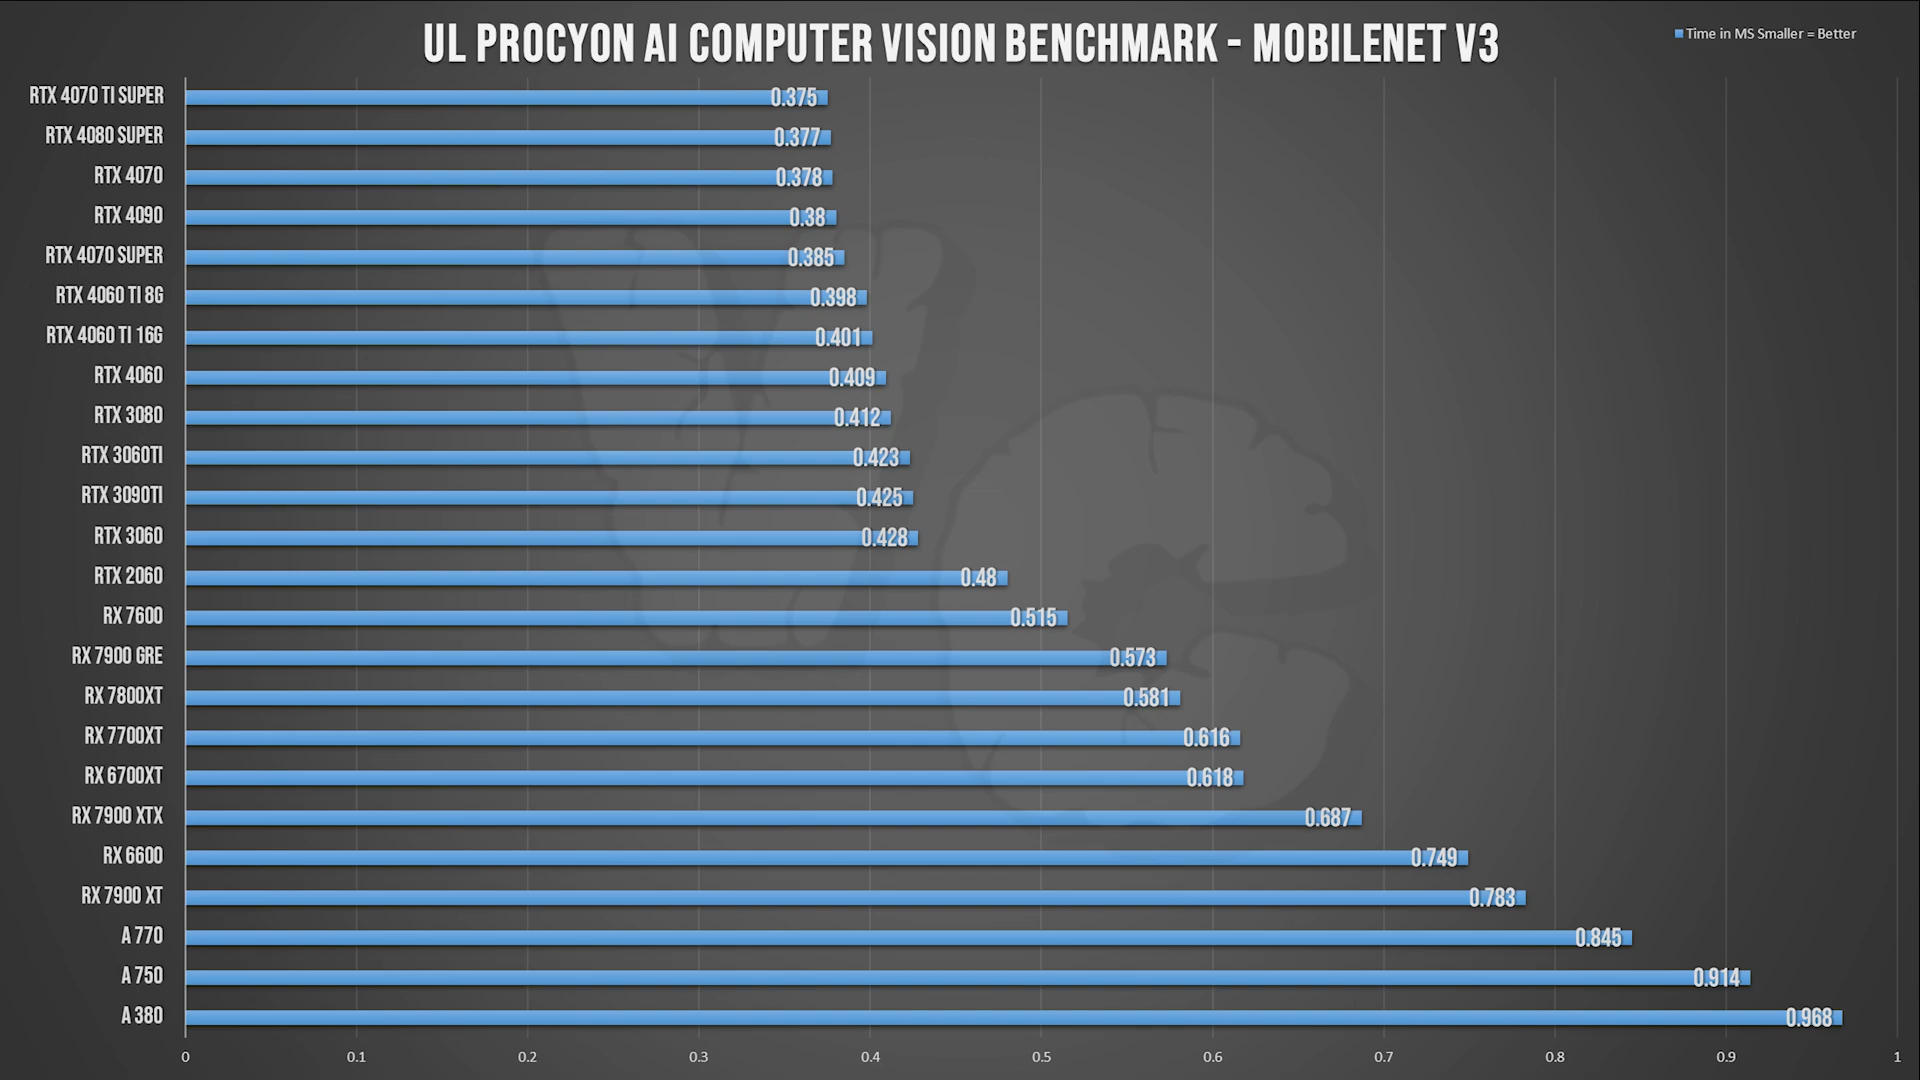 UL PROCYON AI COMPUTER VISION BENCHMARK - MOBILENET V3
Time in MS Smaller = Better
RTX 4070 TI SUPER 0.375
RTX 4080 SUPER 0.377
RTX 4070 0.378
RTX 4090 0.38
RTX 4070 SUPER 0.385
RTX 4060 TI 8G 0.398
RTX 4060 TI 16G 0.401
RTX 4060 0.409
RTX 3080 0.412
RTX 3060TI 0.423
RTX 3090TI 0.425
RTX 3060 0.428
RTX 2060 0.48
RX 7600 0.515
RX 7900 GRE 0.573
RX 7800XT 0.581
RX 7700XT 0.616
RX 6700XT 0.618
RX 7900 XTX 0.687
RX 6600 0.749
RX 7900 XT 0.783
A 770 0.845
A 750 0.914
A 380 0.968
0 0.1 0.2 0.3 0.4 0.5 0.6 0.7 0.8 0.9 1